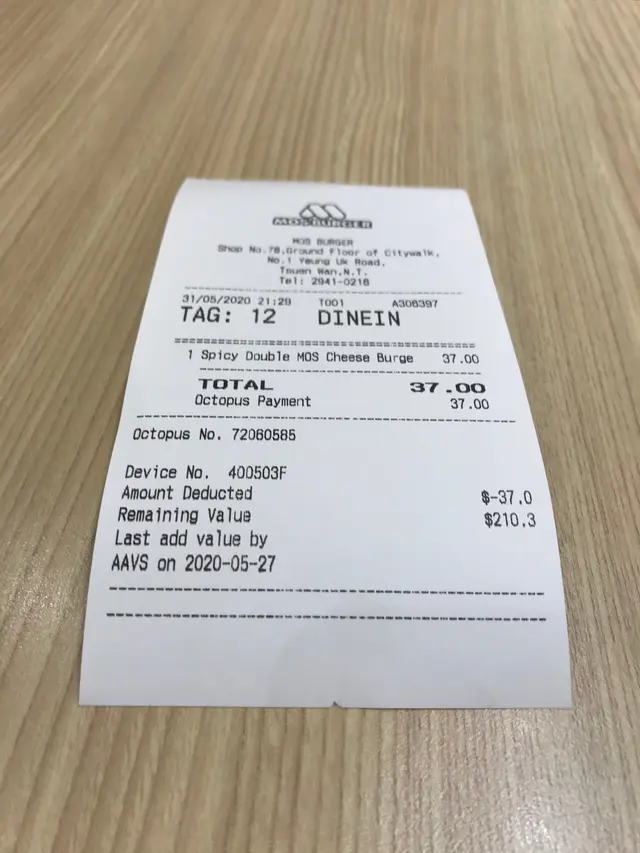 MOS BURGER
MOS BURGER
Shop No.78,Ground Floor of Citywalk,
No.1 Yeung Uk Road,
Tsuen Wan,N.T.
Tel: 2941-0218
31/05/2020 21:29 T001 A306397
TAG: 12 DINEIN
1 Spicy Double MOS Cheese Burge 37.00
TOTAL 37.00
Octopus Payment 37.00
Octopus No. 72060585
Device No. 400503F
Amount Deducted $-37.0
Remaining Value $210.3
Last add value by
AAVS on 2020-05-27